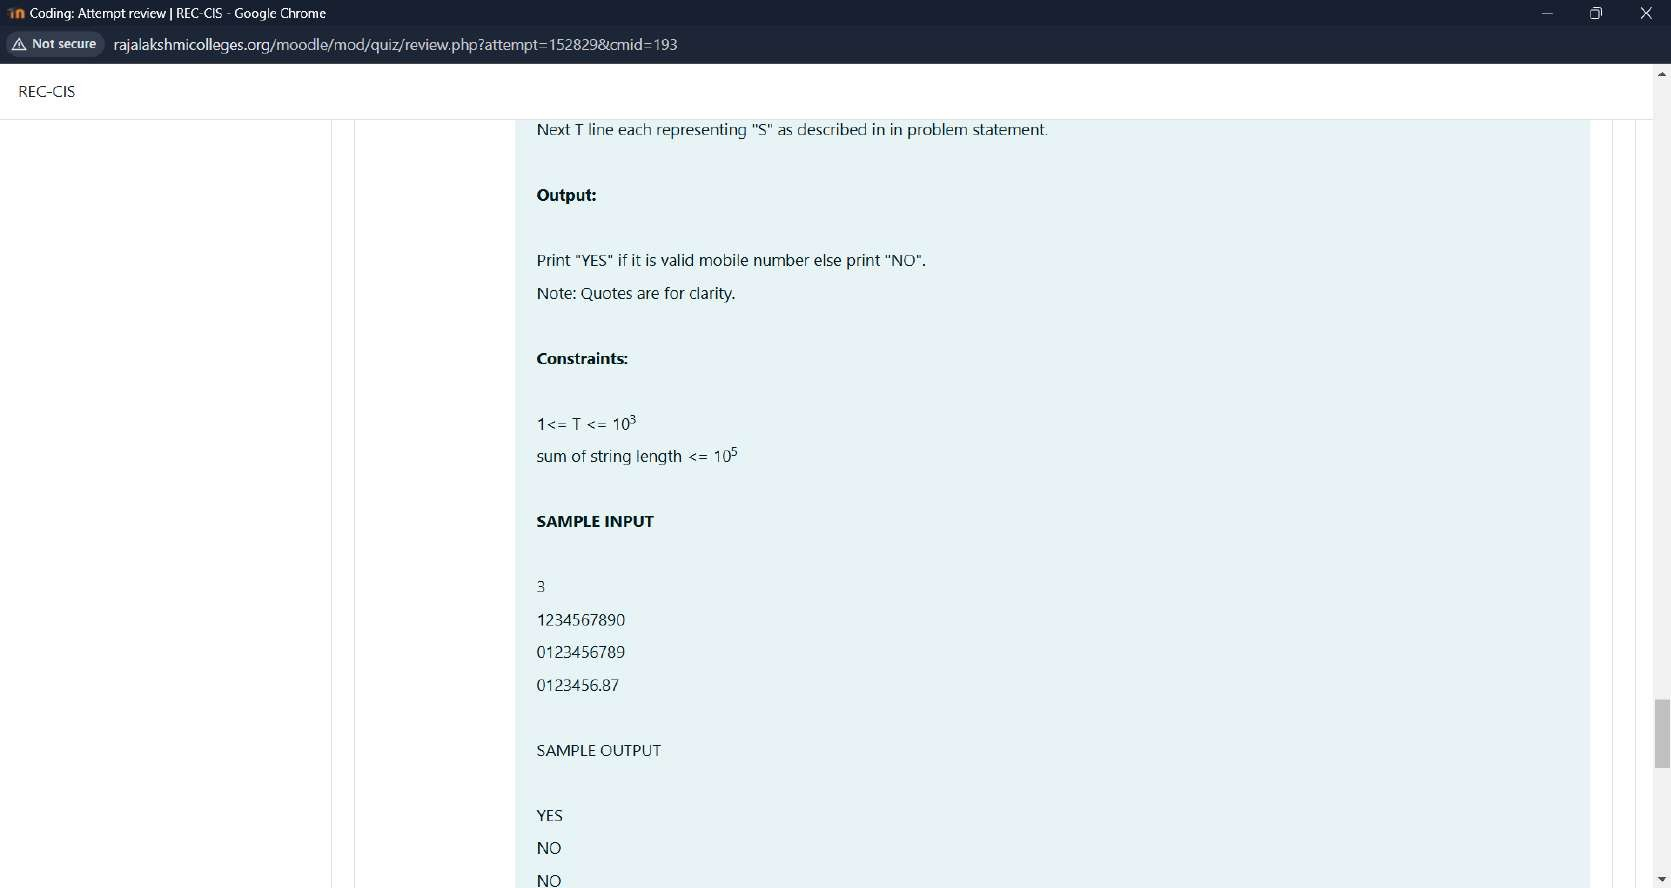 Coding: Attempt review | REC-CIS - Google Chrome
Not secure rajalakshmicolleges.org/moodle/mod/quiz/review.php?attempt=152829&cmid=193
REC-CIS
Next T line each representing "S" as described in in problem statement.
Output:
Print "YES" if it is valid mobile number else print "NO".
Note: Quotes are for clarity.
Constraints:
1<= T <= 10³
sum of string length <= 10⁵
SAMPLE INPUT
3
1234567890
0123456789
0123456.87
SAMPLE OUTPUT
YES
NO
NO